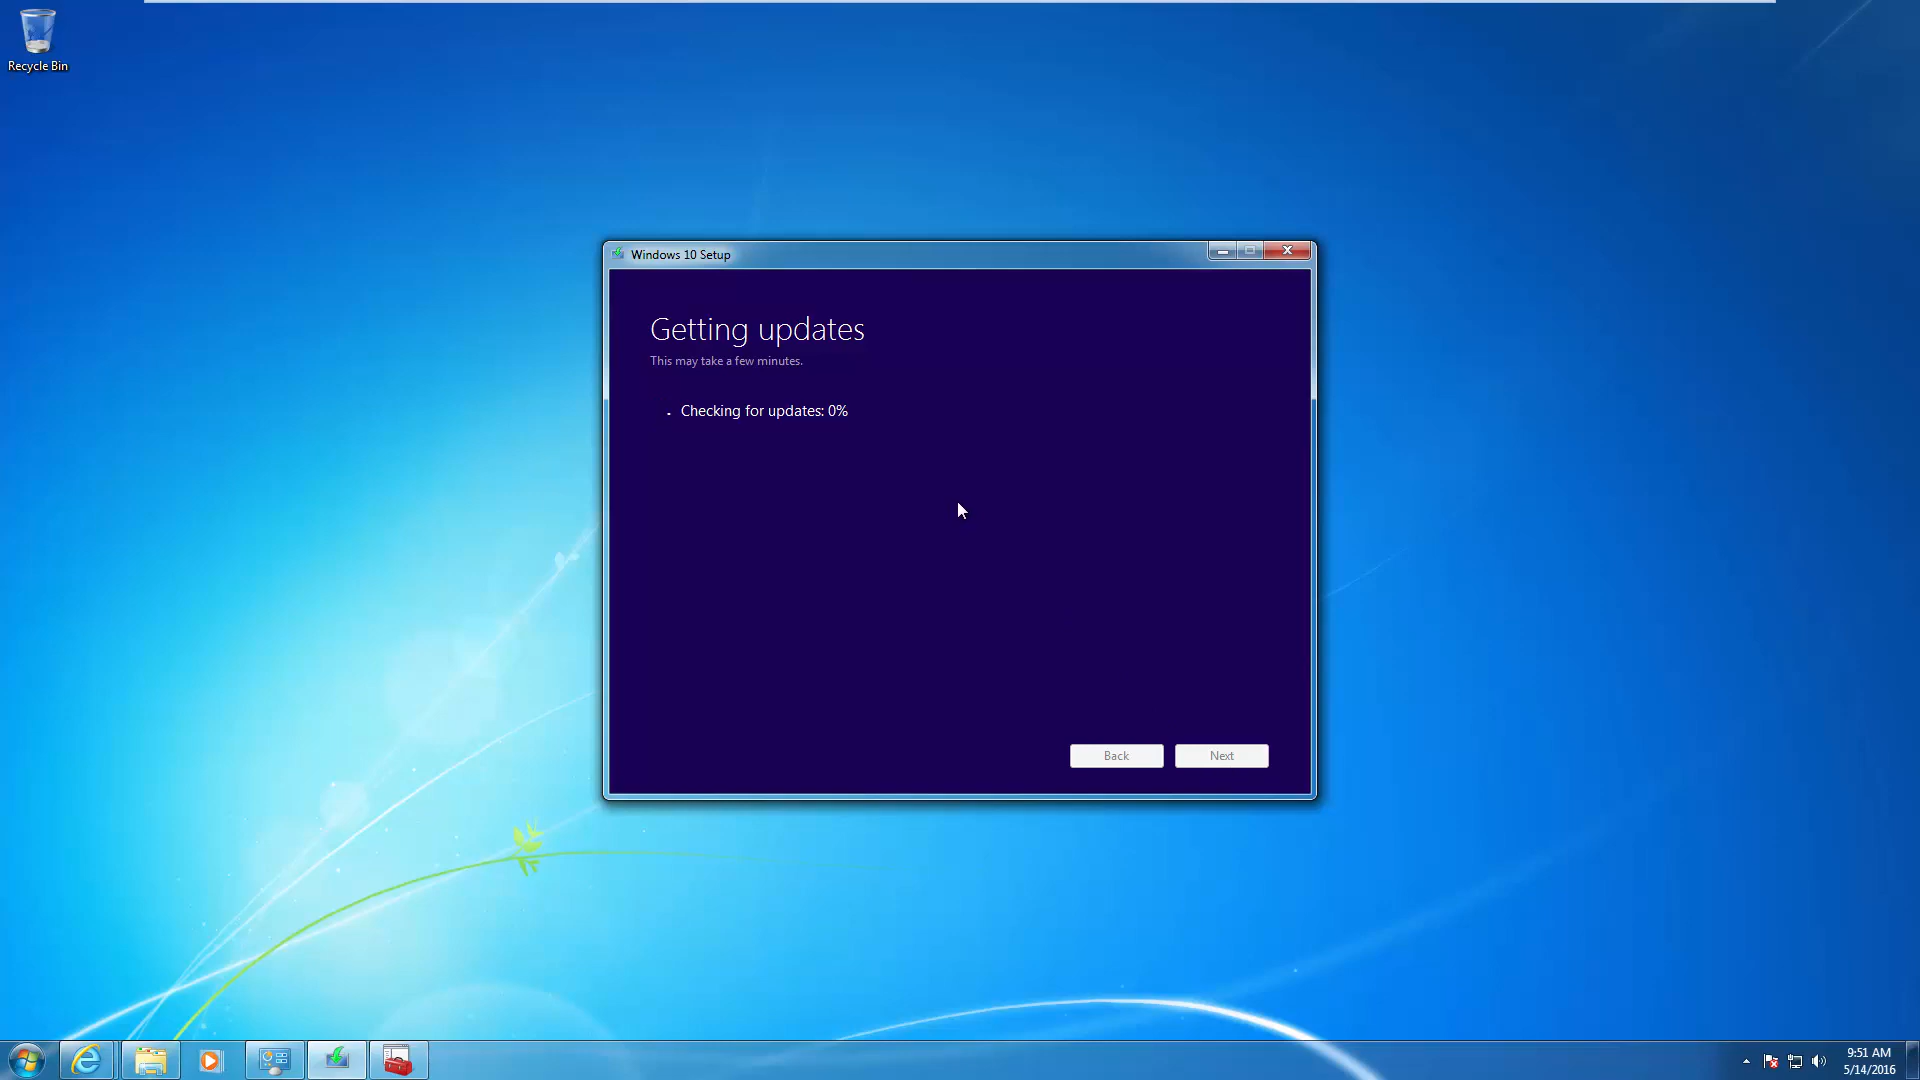 Recycle Bin
Windows 10 Setup
Getting updates
This may take a few minutes.
Checking for updates: 0%
Back
Next
9:51 AM
5/14/2016